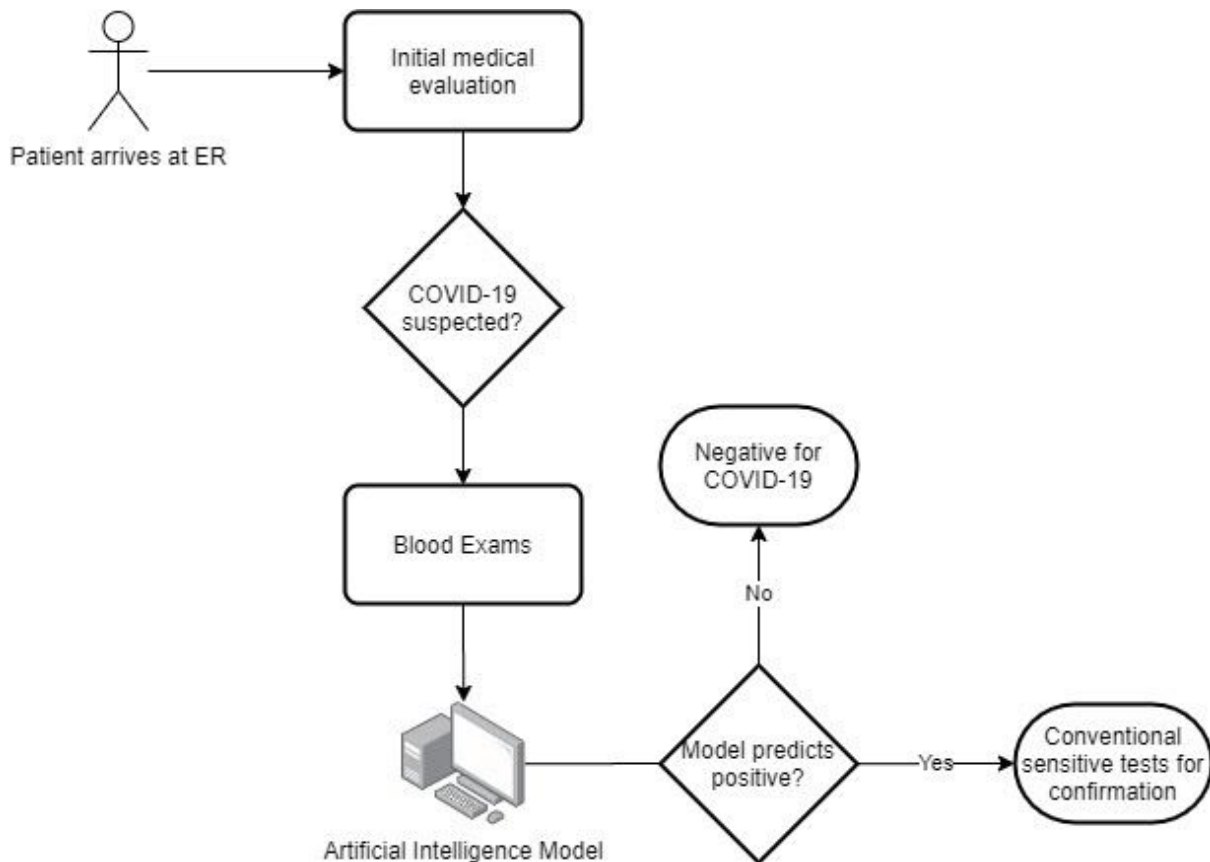 Initial medical
evaluation
Patient arrives at ER
COVID-19
suspected?
Blood Exams
Negative for
COVID-19
No
Model predicts
positive?
Yes
Conventional
sensitive tests for
confirmation
Artificial Intelligence Model